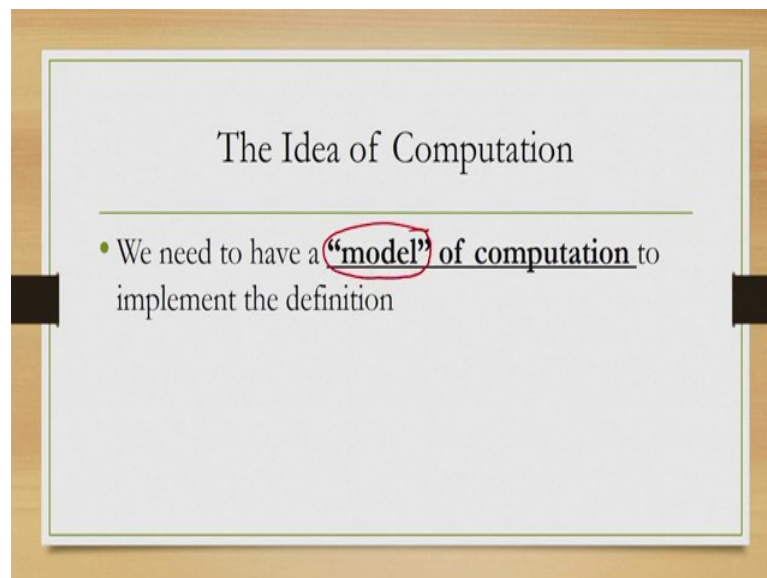 The Idea of Computation
• We need to have a “model” of computation to
implement the definition